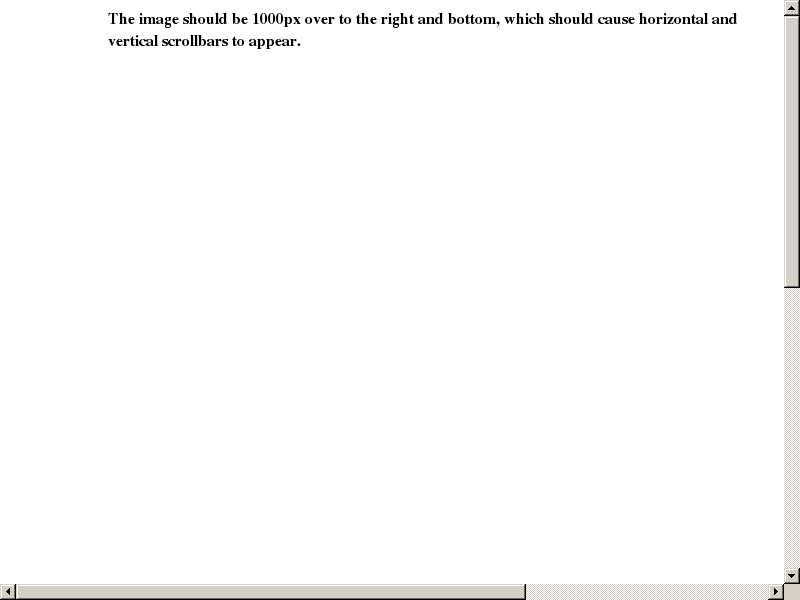 The image should be 1000px over to the right and bottom, which should cause horizontal and
vertical scrollbars to appear.